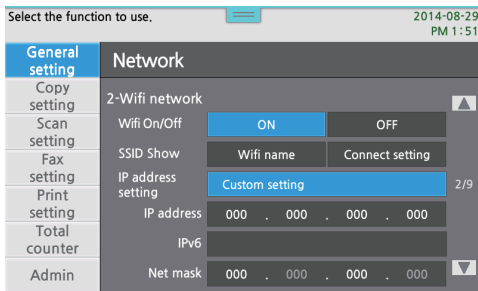 Select the function to use.
2014-08-29
PM 1:51
General
setting
Copy
setting
Scan
setting
Fax
setting
Print
setting
Total
counter
Admin
Network
2-Wifi network
Wifi On/Off ON OFF
SSID Show Wifi name Connect setting
IP address
setting
Custom setting
2/9
IP address 000 . 000 . 000 . 000
IPv6
Net mask 000 . 000 . 000 . 000